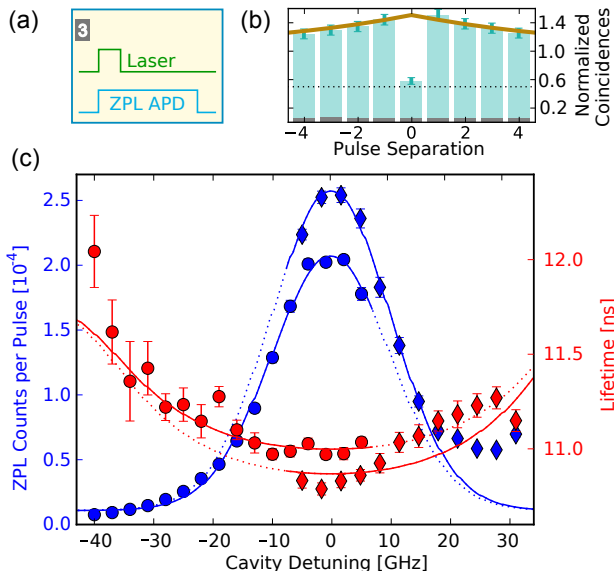 (a)
3
Laser
ZPL APD
(b)
1.4
1.0
0.6
0.2
Normalized
Coincidences
−4 −2 0 2 4
Pulse Separation
(c)
2.5
2.0
1.5
1.0
0.5
0.0
ZPL Counts per Pulse [10⁻⁴]
12.0
11.5
11.0
Lifetime [ns]
−40 −30 −20 −10 0 10 20 30
Cavity Detuning [GHz]